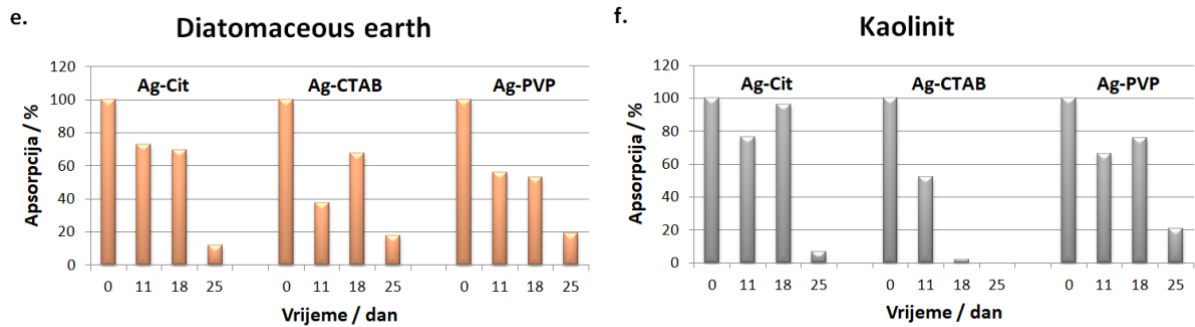 e.
Diatomaceous earth
120
100
80
60
40
20
0
Apsorpcija / %
Ag-Cit Ag-CTAB Ag-PVP
0 11 18 25 0 11 18 25 0 11 18 25
Vrijeme / dan
f.
Kaolinit
120
100
80
60
40
20
0
Apsorpcija / %
Ag-Cit Ag-CTAB Ag-PVP
0 11 18 25 0 11 18 25 0 11 18 25
Vrijeme / dan